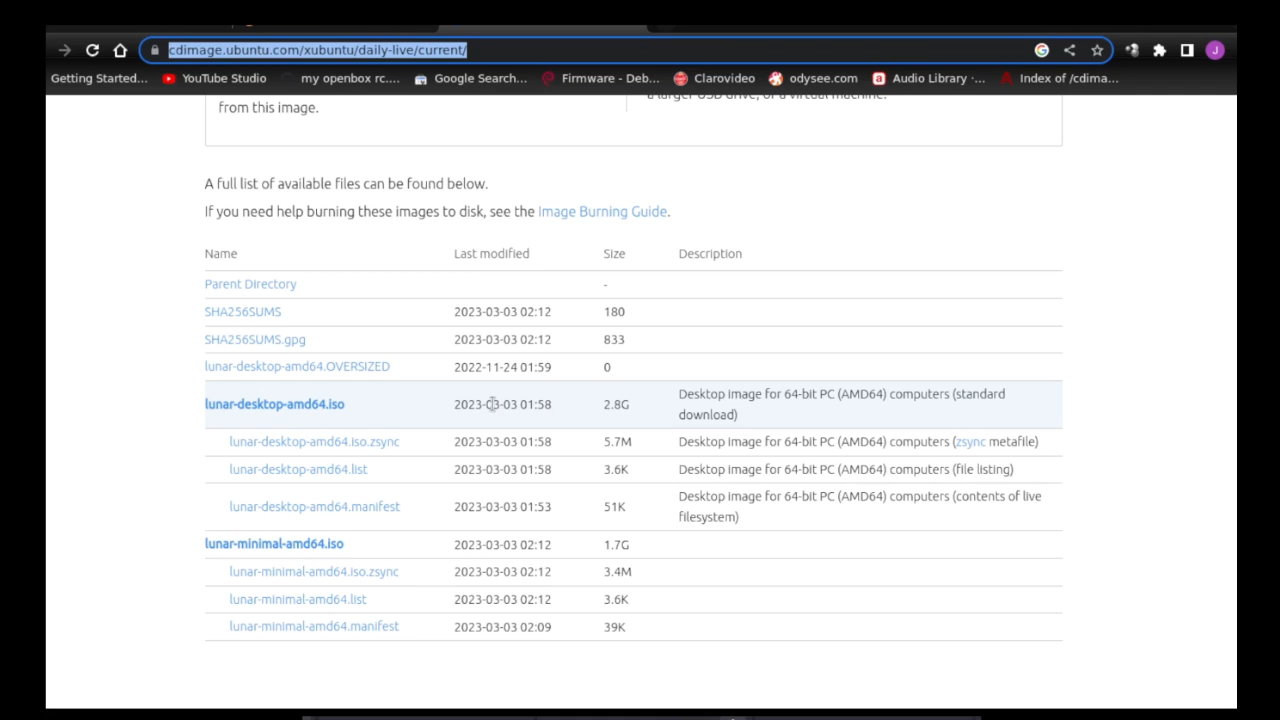 cdimage.ubuntu.com/xubuntu/daily-live/current/
J
Getting Started... YouTube Studio my openbox rc.... Google Search... Firmware - Deb... Clarovideo odysee.com Audio Library -... Index of /cdima...
from this image.
a larger USB drive, or a virtual machine.
A full list of available files can be found below.
If you need help burning these images to disk, see the Image Burning Guide.
Name Last modified Size Description
Parent Directory -
SHA256SUMS 2023-03-03 02:12 180
SHA256SUMS.gpg 2023-03-03 02:12 833
lunar-desktop-amd64.OVERSIZED 2022-11-24 01:59 0
lunar-desktop-amd64.iso 2023-03-03 01:58 2.8G Desktop image for 64-bit PC (AMD64) computers (standard
download)
lunar-desktop-amd64.iso.zsync 2023-03-03 01:58 5.7M Desktop image for 64-bit PC (AMD64) computers (zsync metafile)
lunar-desktop-amd64.list 2023-03-03 01:58 3.6K Desktop image for 64-bit PC (AMD64) computers (file listing)
lunar-desktop-amd64.manifest 2023-03-03 01:53 51K Desktop image for 64-bit PC (AMD64) computers (contents of live
filesystem)
lunar-minimal-amd64.iso 2023-03-03 02:12 1.7G
lunar-minimal-amd64.iso.zsync 2023-03-03 02:12 3.4M
lunar-minimal-amd64.list 2023-03-03 02:12 3.6K
lunar-minimal-amd64.manifest 2023-03-03 02:09 39K